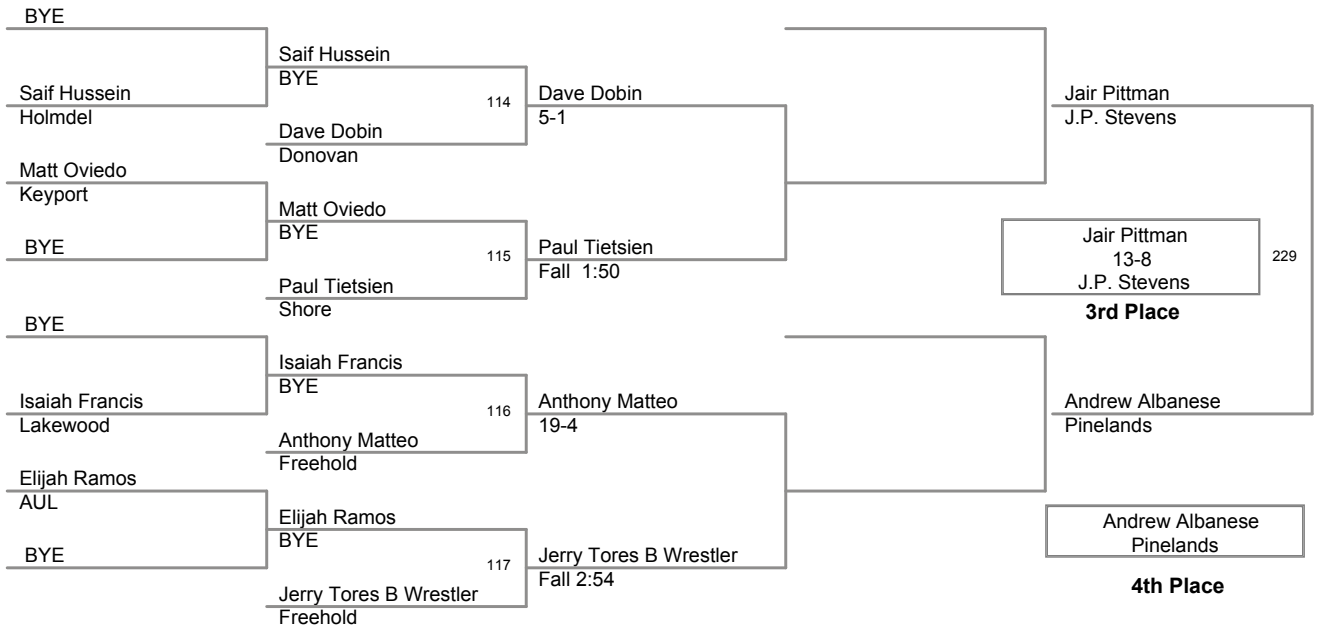 BYE
Saif Hussein
Holmdel
Matt Oviedo
Keyport
BYE
BYE
Isaiah Francis
Lakewood
Elijah Ramos
AUL
BYE
Saif Hussein
BYE
114
Dave Dobin
Donovan
Matt Oviedo
BYE
115
Paul Tietsien
Shore
Isaiah Francis
BYE
116
Anthony Matteo
Freehold
Elijah Ramos
BYE
117
Jerry Tores B Wrestler
Freehold
Dave Dobin
5-1
Paul Tietsien
Fall 1:50
Anthony Matteo
19-4
Jerry Tores B Wrestler
Fall 2:54
Jair Pittman
J.P. Stevens
Jair Pittman
13-8
J.P. Stevens
229
3rd Place
Andrew Albanese
Pinelands
Andrew Albanese
Pinelands
4th Place